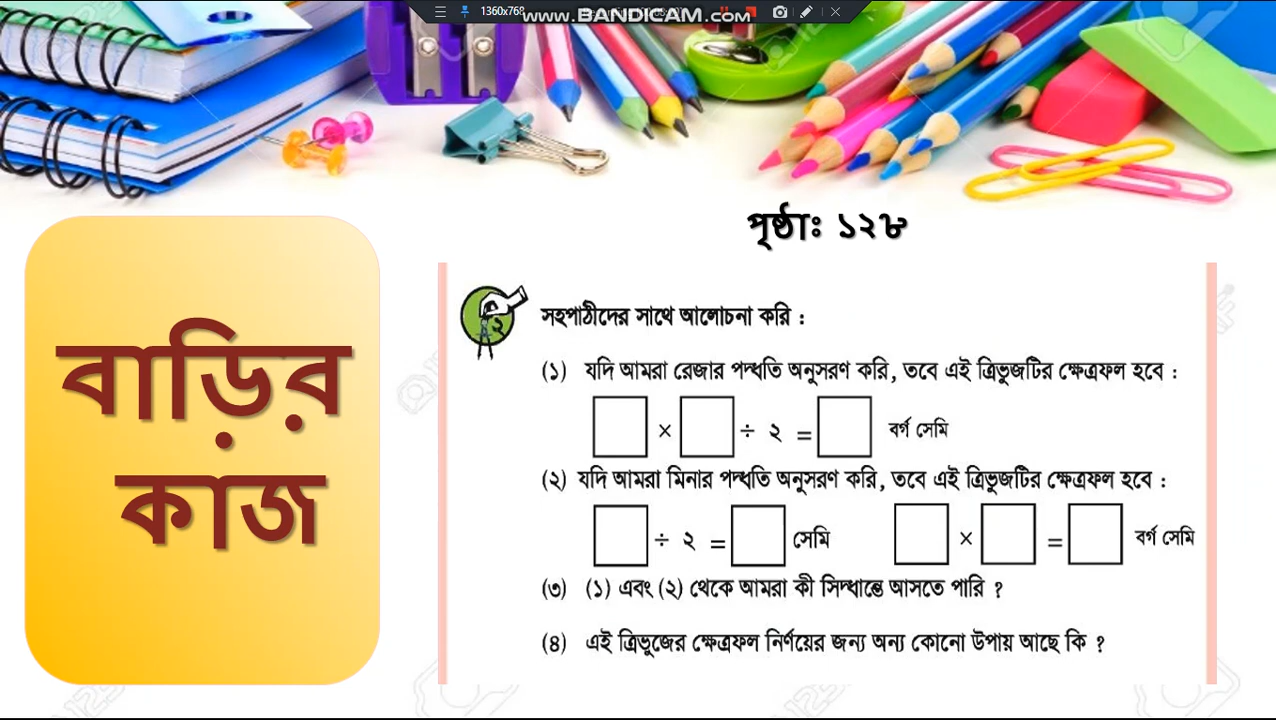 1360x768
www.BANDICAM.com
পৃষ্ঠাঃ ১২৮
বাড়ির
কাজ
২
সহপাঠীদের সাথে আলোচনা করি :
(১) যদি আমরা রেজার পদ্ধতি অনুসরণ করি, তবে এই ত্রিভুজটির ক্ষেত্রফল হবে :
× ÷ ২ = বর্গ সেমি
(২) যদি আমরা মিনার পদ্ধতি অনুসরণ করি, তবে এই ত্রিভুজটির ক্ষেত্রফল হবে :
÷ ২ = সেমি × = বর্গ সেমি
(৩) (১) এবং (২) থেকে আমরা কী সিদ্ধান্তে আসতে পারি ?
(৪) এই ত্রিভুজের ক্ষেত্রফল নির্ণয়ের জন্য অন্য কোনো উপায় আছে কি ?